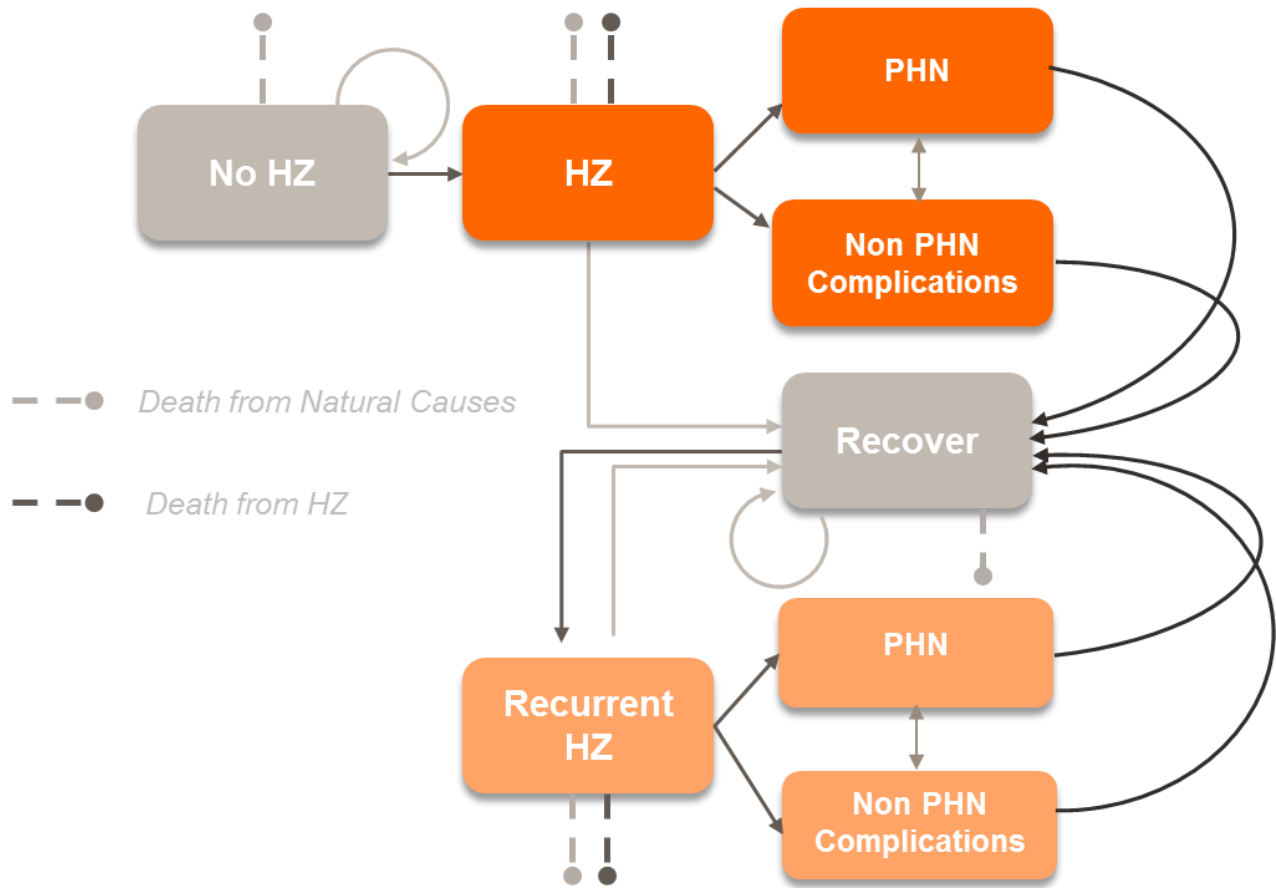 PHN
No HZ
HZ
Non PHN
Complications
Death from Natural Causes
Recover
Death from HZ
PHN
Recurrent
HZ
Non PHN
Complications